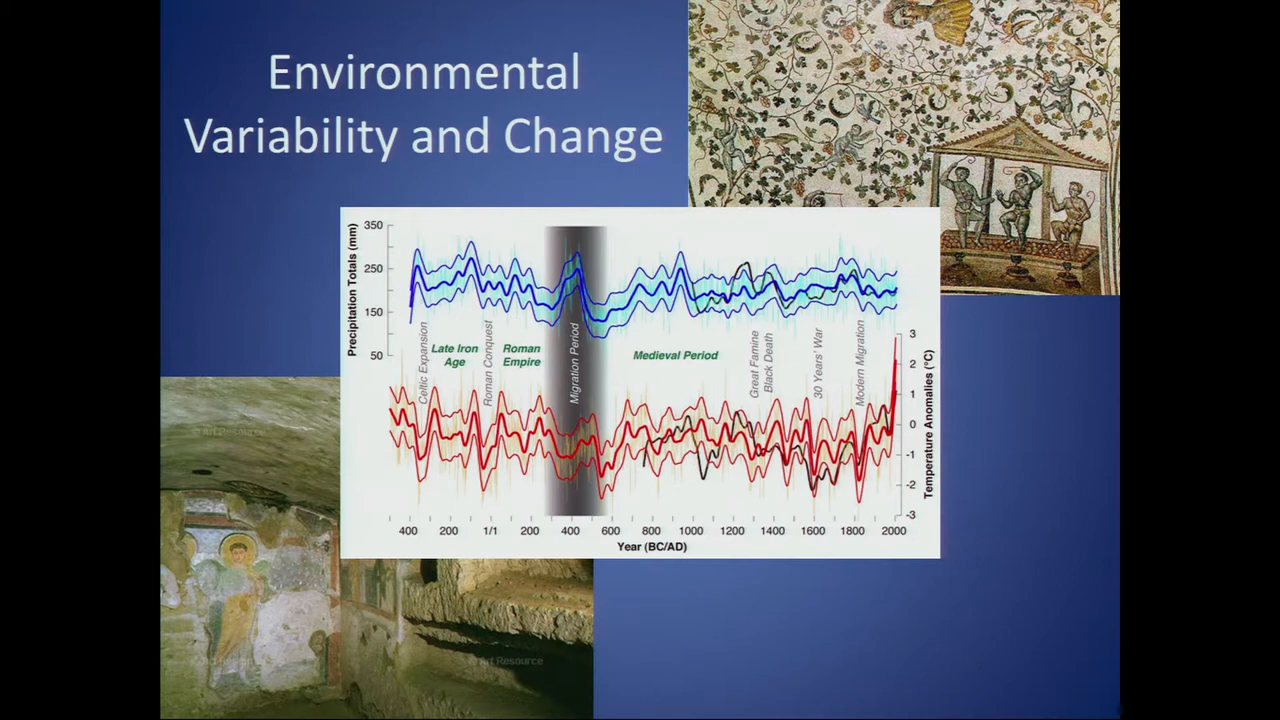 Environmental
Variability and Change
Precipitation Totals (mm)
350
250
150
50
Celtic Expansion
Late Iron
Age
Roman Conquest
Roman
Empire
Migration Period
Medieval Period
Great Famine
Black Death
30 Years' War
Modern Migration
3
2
1
0
-1
-2
-3
Temperature Anomalies (°C)
400 200 1/1 200 400 600 800 1000 1200 1400 1600 1800 2000
Year (BC/AD)
© Art Resource